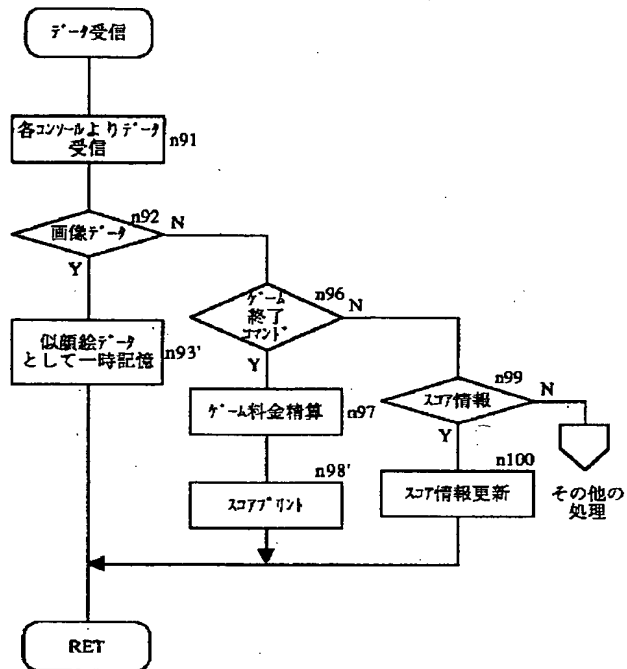 データ受信
各コンソールよりデータ
受信
n91
n92
画像データ
N
Y
ゲーム
終了
コマンド
n96
N
Y
似顔絵データ
として一時記憶
n93'
n99
スコア情報
N
Y
ゲーム料金精算
n97
n100
スコア情報更新
その他の
処理
n98'
スコアプリント
RET